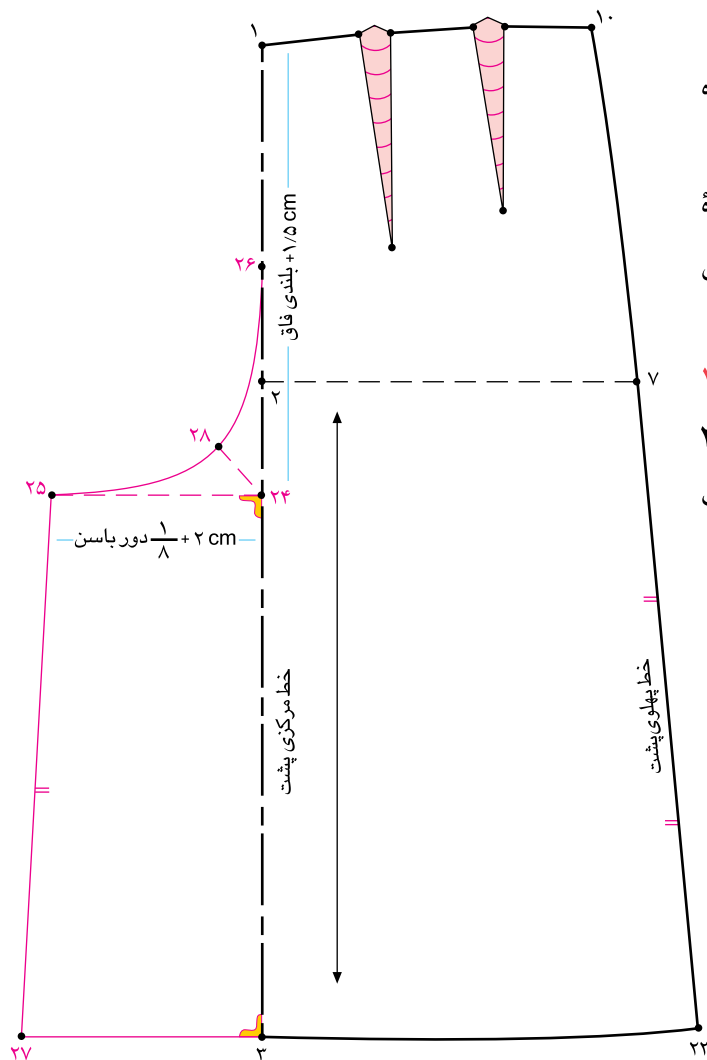 ۱
۱۰
۲۶
بلندی فاق +۱/۵ cm
۲
۷
۲۸
۲۵
۲۴
دور باسن ۱/۸ + ۲ cm
خط مرکزی پشت
خط پهلوی پشت
۲۷
۳
۲۲